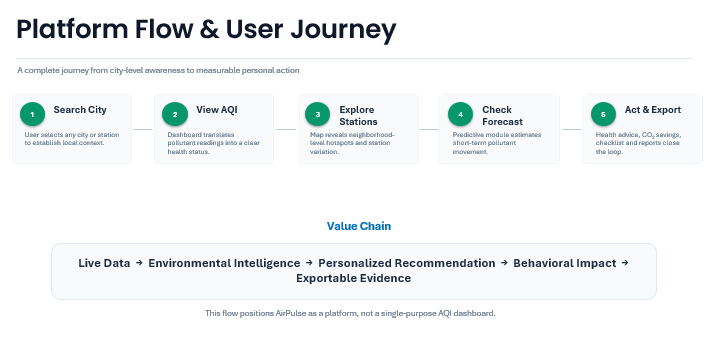 Platform Flow & User Journey
A complete journey from city-level awareness to measurable personal action
1
Search City
User selects any city or station
to establish local context.
2
View AQI
Dashboard translates
pollutant readings into a clear
health status.
3
Explore
Stations
Map reveals neighborhood-
level hotspots and station
variation.
4
Check
Forecast
Predictive module estimates
short-term pollutant
movement.
5
Act & Export
Health advice, CO₂ savings,
checklist and reports close
the loop.
Value Chain
Live Data → Environmental Intelligence → Personalized Recommendation → Behavioral Impact →
Exportable Evidence
This flow positions AirPulse as a platform, not a single-purpose AQI dashboard.